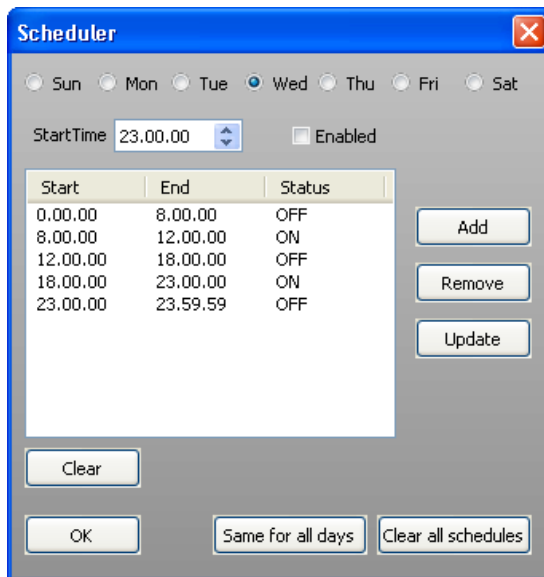 Scheduler
Sun Mon Tue Wed Thu Fri Sat
StartTime 23.00.00 Enabled
Start End Status
0.00.00 8.00.00 OFF
8.00.00 12.00.00 ON
12.00.00 18.00.00 OFF
18.00.00 23.00.00 ON
23.00.00 23.59.59 OFF
Add
Remove
Update
Clear
OK Same for all days Clear all schedules